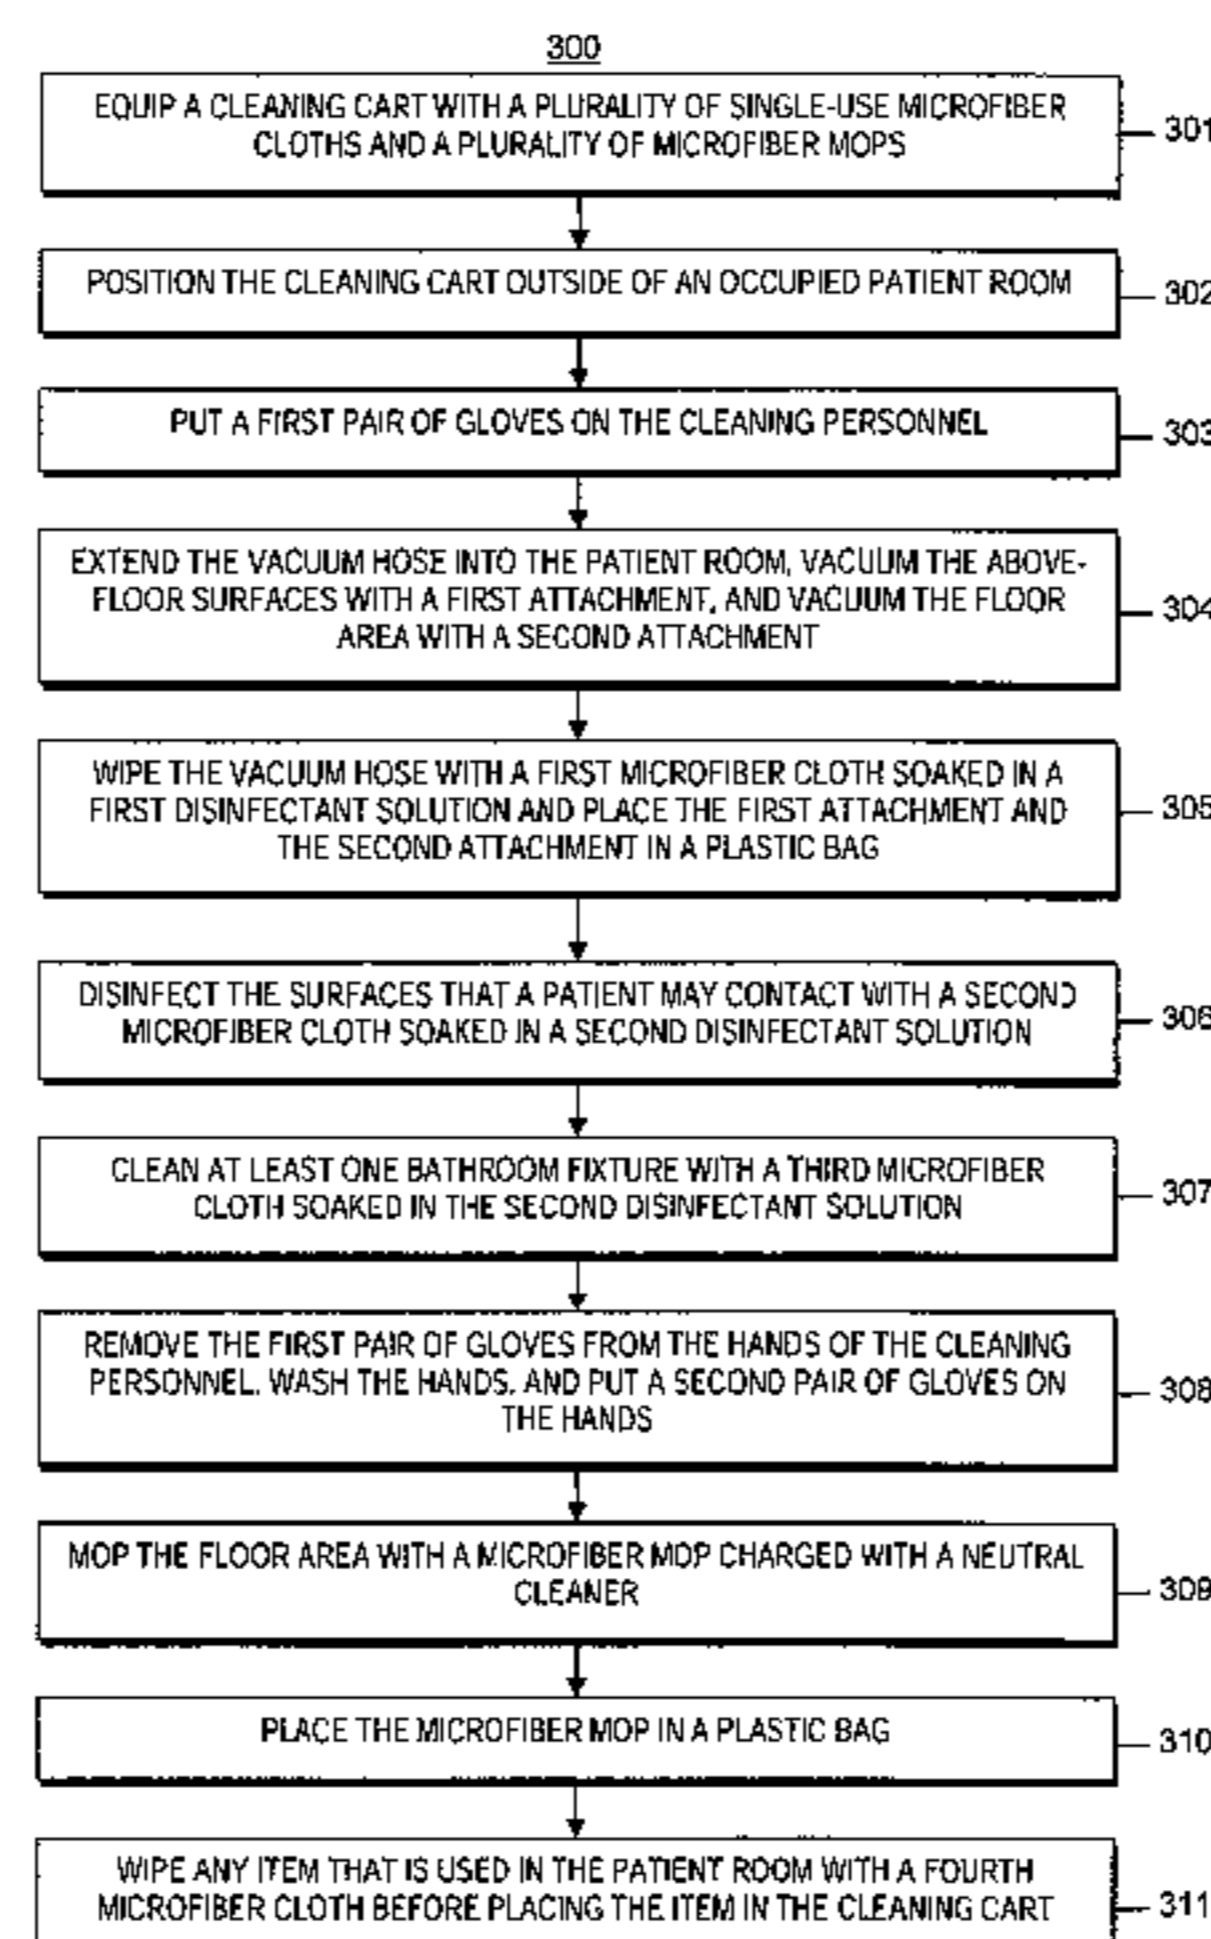 300
EQUIP A CLEANING CART WITH A PLURALITY OF SINGLE-USE MICROFIBER
CLOTHS AND A PLURALITY OF MICROFIBER MOPS
301
POSITION THE CLEANING CART OUTSIDE OF AN OCCUPIED PATIENT ROOM
302
PUT A FIRST PAIR OF GLOVES ON THE CLEANING PERSONNEL
303
EXTEND THE VACUUM HOSE INTO THE PATIENT ROOM, VACUUM THE ABOVE-
FLOOR SURFACES WITH A FIRST ATTACHMENT, AND VACUUM THE FLOOR
AREA WITH A SECOND ATTACHMENT
304
WIPE THE VACUUM HOSE WITH A FIRST MICROFIBER CLOTH SOAKED IN A
FIRST DISINFECTANT SOLUTION AND PLACE THE FIRST ATTACHMENT AND
THE SECOND ATTACHMENT IN A PLASTIC BAG
305
DISINFECT THE SURFACES THAT A PATIENT MAY CONTACT WITH A SECOND
MICROFIBER CLOTH SOAKED IN A SECOND DISINFECTANT SOLUTION
306
CLEAN AT LEAST ONE BATHROOM FIXTURE WITH A THIRD MICROFIBER
CLOTH SOAKED IN THE SECOND DISINFECTANT SOLUTION
307
REMOVE THE FIRST PAIR OF GLOVES FROM THE HANDS OF THE CLEANING
PERSONNEL, WASH THE HANDS, AND PUT A SECOND PAIR OF GLOVES ON
THE HANDS
308
MOP THE FLOOR AREA WITH A MICROFIBER MOP CHARGED WITH A NEUTRAL
CLEANER
309
PLACE THE MICROFIBER MOP IN A PLASTIC BAG
310
WIPE ANY ITEM THAT IS USED IN THE PATIENT ROOM WITH A FOURTH
MICROFIBER CLOTH BEFORE PLACING THE ITEM IN THE CLEANING CART
311